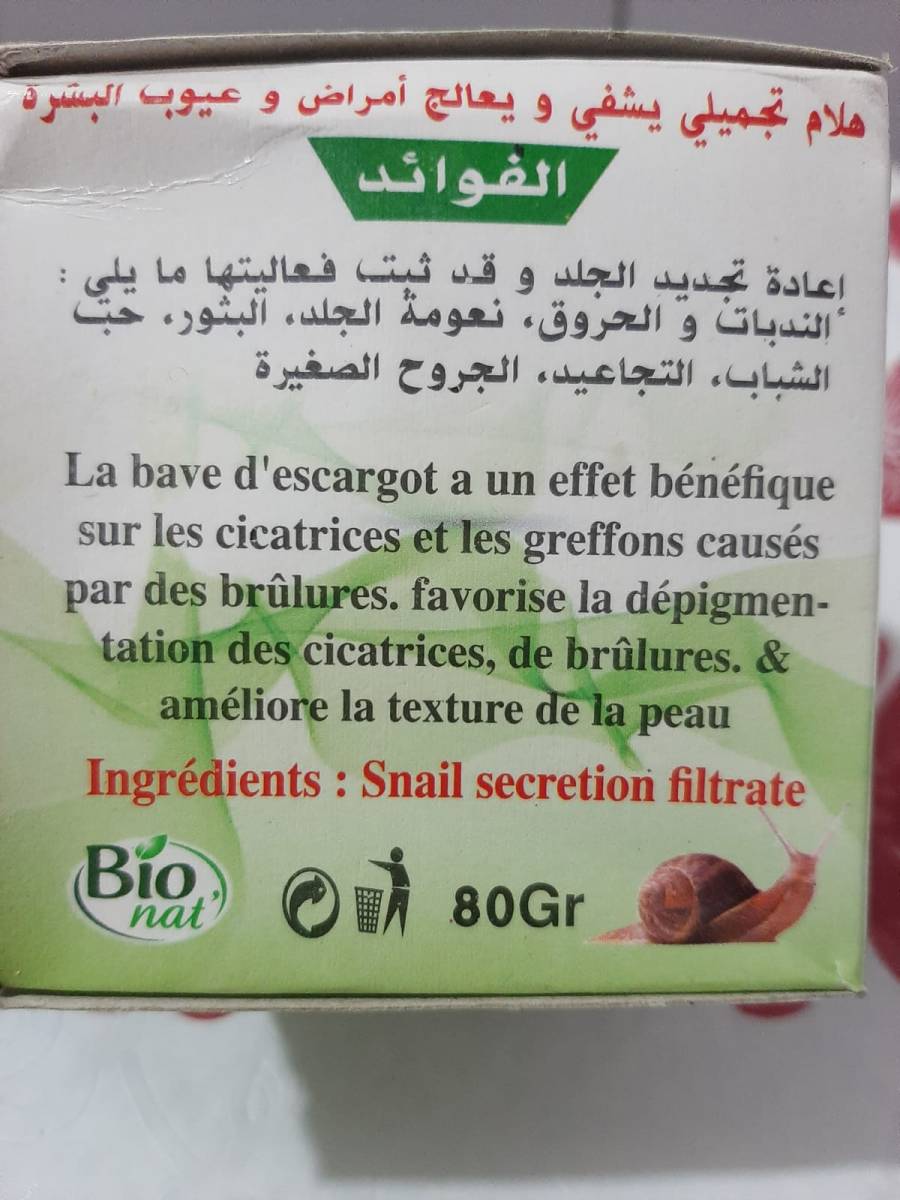 هلام تجميلي يشفي و يعالج أمراض و عيوب البشرة
الفوائد
إعادة تجديد الجلد و قد ثبتت فعاليتها ما يلي :
الندبات و الحروق، نعومة الجلد، البثور، حب
الشباب، التجاعيد، الجروح الصغيرة
La bave d'escargot a un effet bénéfique
sur les cicatrices et les greffons causés
par des brûlures. favorise la dépigmen-
tation des cicatrices, de brûlures. &
améliore la texture de la peau
Ingrédients : Snail secretion filtrate
Bio
nat'
80Gr